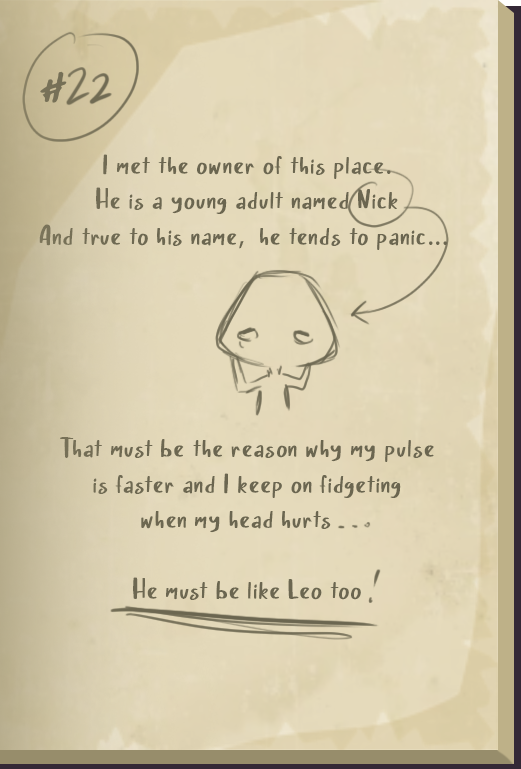 #22
I met the owner of this place.
He is a young adult named Nick
And true to his name, he tends to panic...
That must be the reason why my pulse
is faster and I keep on fidgeting
when my head hurts...
He must be like Leo too!